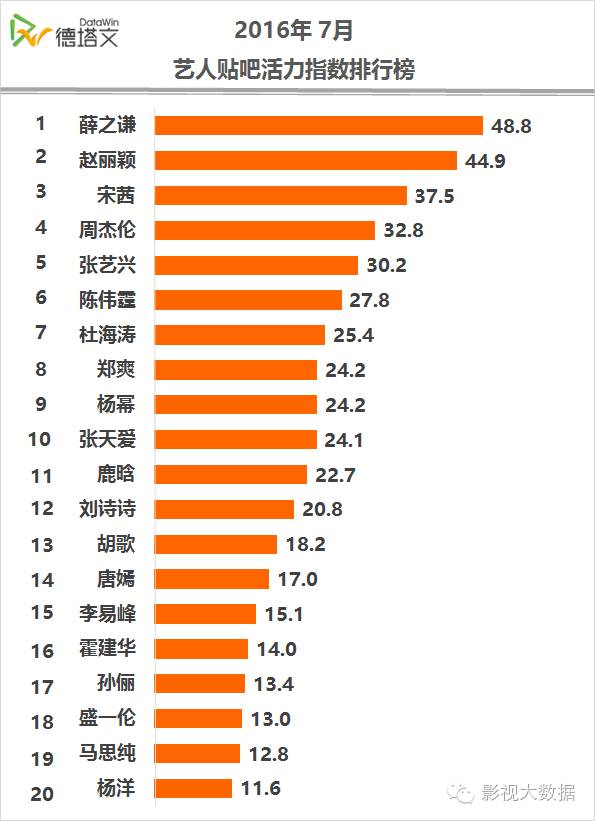 DataWin
德塔文
2016年 7月
艺人贴吧活力指数排行榜
1 薛之谦 48.8
2 赵丽颖 44.9
3 宋茜 37.5
4 周杰伦 32.8
5 张艺兴 30.2
6 陈伟霆 27.8
7 杜海涛 25.4
8 郑爽 24.2
9 杨幂 24.2
10 张天爱 24.1
11 鹿晗 22.7
12 刘诗诗 20.8
13 胡歌 18.2
14 唐嫣 17.0
15 李易峰 15.1
16 霍建华 14.0
17 孙俪 13.4
18 盛一伦 13.0
19 马思纯 12.8
20 杨洋 11.6
影视大数据